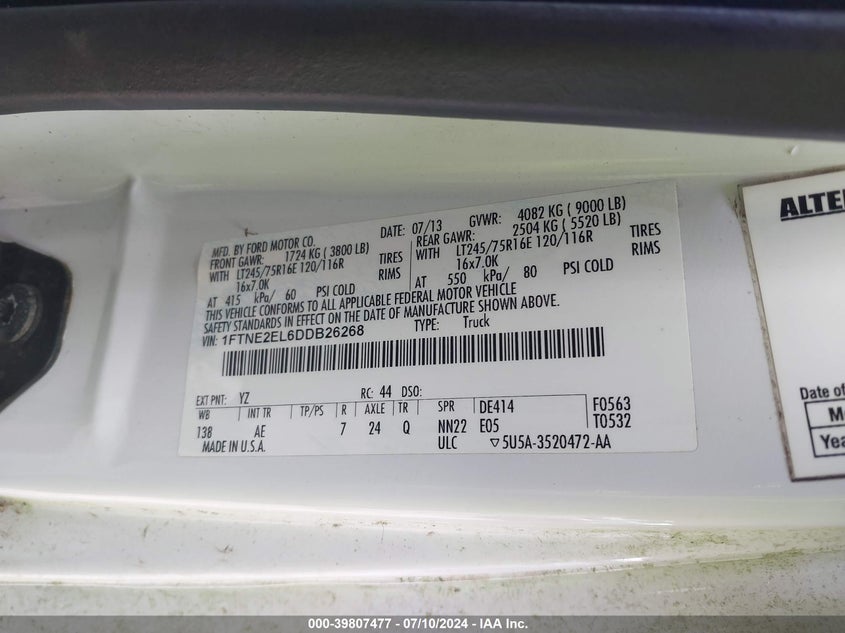 MFD. BY FORD MOTOR CO. DATE: 07/13 GVWR: 4082 KG ( 9000 LB)
FRONT GAWR: 1724 KG ( 3800 LB) REAR GAWR: 2504 KG ( 5520 LB)
WITH LT245/75R16E 120/116R TIRES WITH LT245/75R16E 120/116R TIRES
16x7.0K RIMS 16x7.0K RIMS
AT 415 kPa/ 60 PSI COLD AT 550 kPa/ 80 PSI COLD
THIS VEHICLE CONFORMS TO ALL APPLICABLE FEDERAL MOTOR VEHICLE
SAFETY STANDARDS IN EFFECT ON THE DATE OF MANUFACTURE SHOWN ABOVE.
VIN: 1FTNE2EL6DDB26268 TYPE: Truck
EXT PNT: YZ RC: 44 DSO:
WB INT TR TP/PS R AXLE TR SPR DE414 F0563
138 AE 7 24 Q NN22 E05 T0532
MADE IN U.S.A. ULC ▽5U5A-3520472-AA
ALTE
Date of
M
Yea
000-39807477 - 07/10/2024 - IAA Inc.